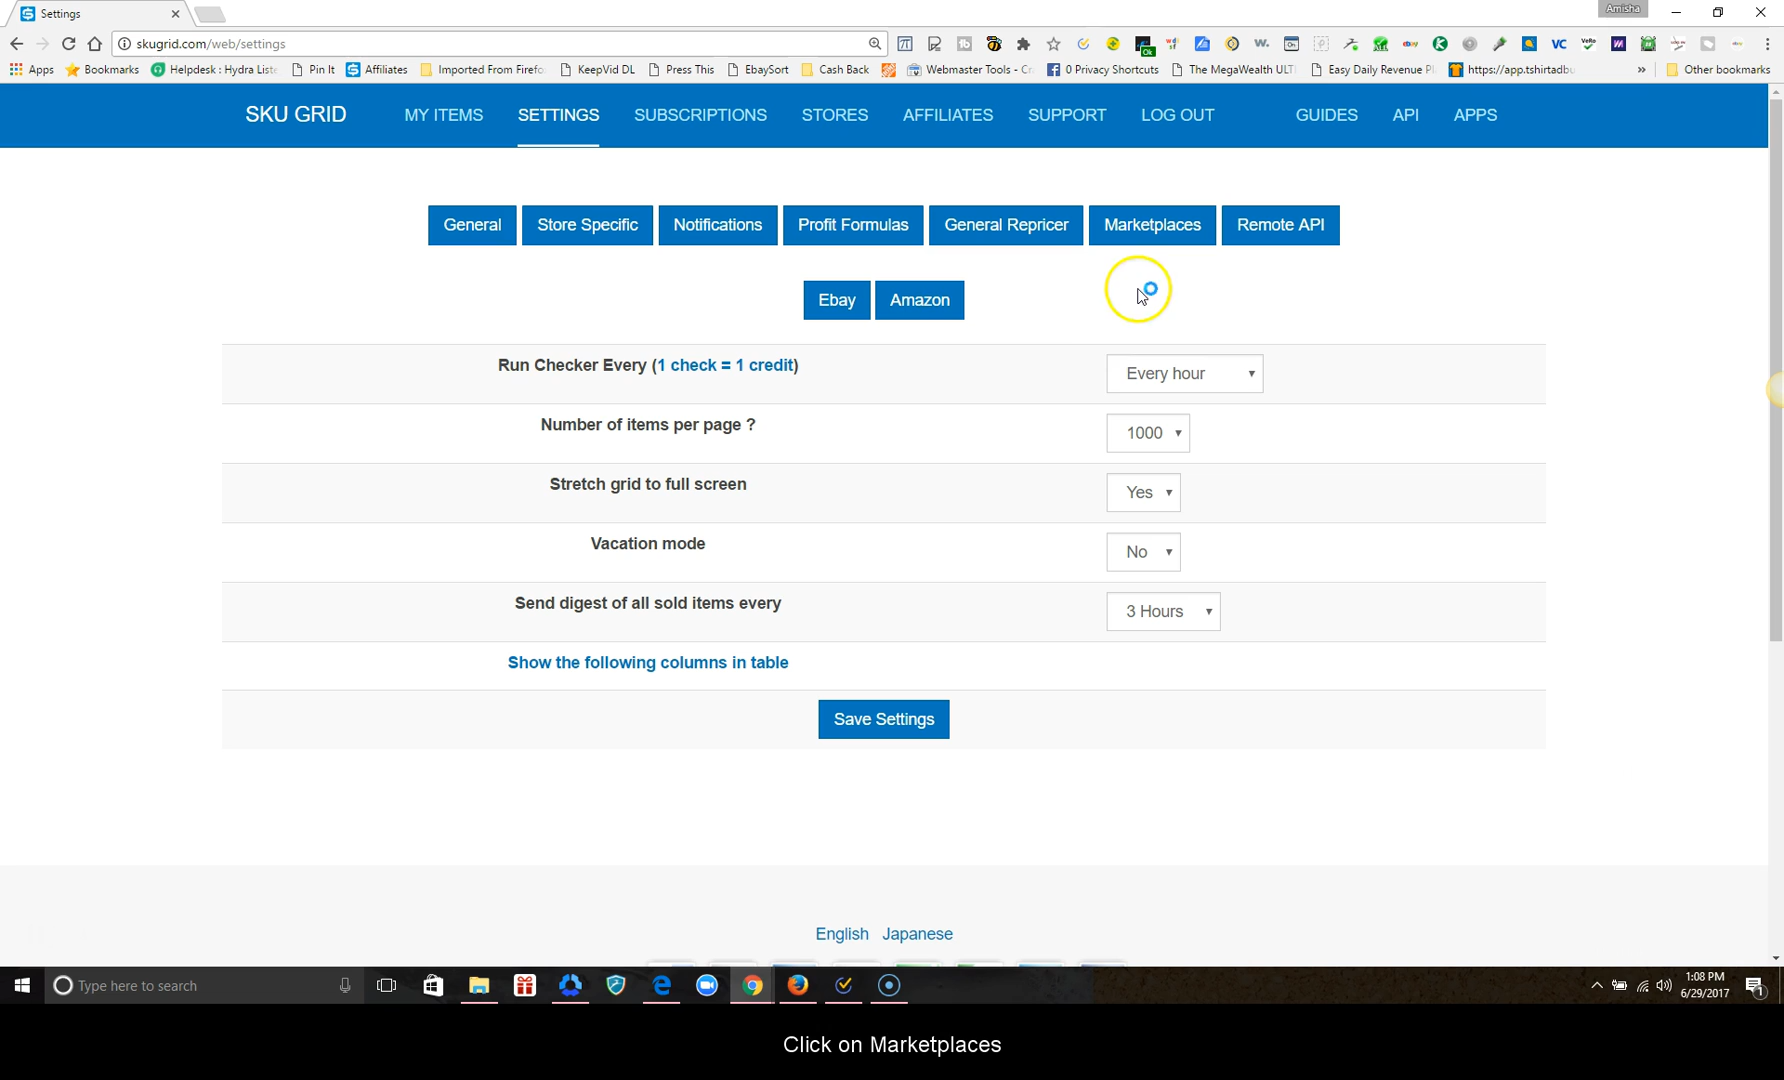 Settings
Amisha
skugrid.com/web/settings
Apps Bookmarks Helpdesk : Hydra Liste Pin It Affiliates Imported From Firefo KeepVid DL Press This EbaySort Cash Back Webmaster Tools - Cr 0 Privacy Shortcuts The MegaWealth ULT Easy Daily Revenue Pl https://app.tshirtadbu » Other bookmarks
SKU GRID MY ITEMS SETTINGS SUBSCRIPTIONS STORES AFFILIATES SUPPORT LOG OUT GUIDES API APPS
General Store Specific Notifications Profit Formulas General Repricer Marketplaces Remote API
Ebay Amazon
Run Checker Every (1 check = 1 credit) Every hour
Number of items per page ? 1000
Stretch grid to full screen Yes
Vacation mode No
Send digest of all sold items every 3 Hours
Show the following columns in table
Save Settings
English Japanese
Type here to search
1:08 PM
6/29/2017
Click on Marketplaces